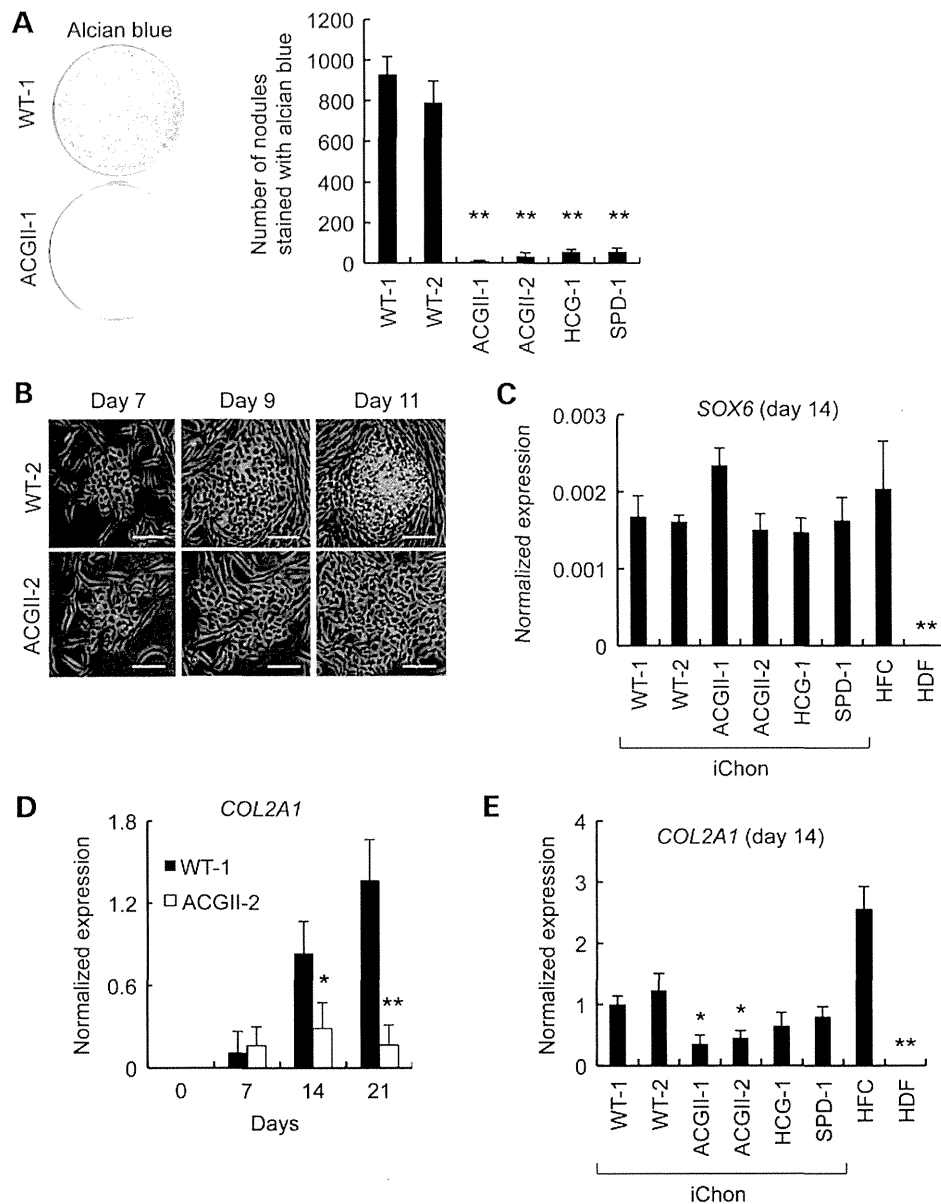 A
Alcian blue
WT-1
ACGII-1
Number of nodules
stained with alcian blue
1200
1000
800
600
400
200
0
** ** ** **
WT-1
WT-2
ACGII-1
ACGII-2
HCG-1
SPD-1
B
Day 7 Day 9 Day 11
WT-2
ACGII-2
C
SOX6 (day 14)
Normalized expression
0.003
0.002
0.001
0
**
WT-1
WT-2
ACGII-1
ACGII-2
HCG-1
SPD-1
HFC
HDF
iChon
D
COL2A1
Normalized expression
1.8
1.2
0.6
0
WT-1
ACGII-2
*
**
0 7 14 21
Days
E
COL2A1 (day 14)
Normalized expression
4
3
2
1
0
* * **
WT-1
WT-2
ACGII-1
ACGII-2
HCG-1
SPD-1
HFC
HDF
iChon